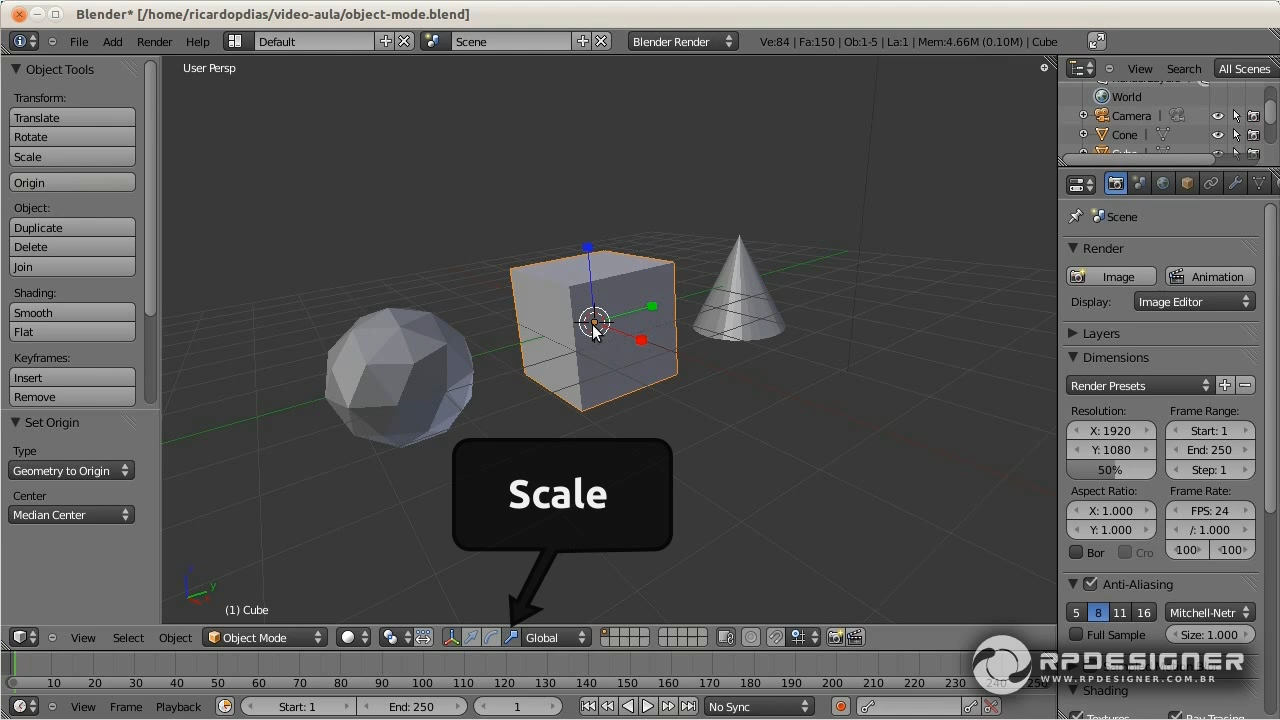 Blender* [/home/ricardopdias/video-aula/object-mode.blend]
File Add Render Help Default Scene Blender Render Ve:84 | Fa:150 | Ob:1-5 | La:1 | Mem:4.66M (0.10M) | Cube
Object Tools
Transform:
Translate
Rotate
Scale
Origin
Object:
Duplicate
Delete
Join
Shading:
Smooth
Flat
Keyframes:
Insert
Remove
Set Origin
Type
Geometry to Origin
Center
Median Center
User Persp
Scale
z
y
(1) Cube
View Search All Scenes
World
Camera
Cone
Cube
Scene
Render
Image Animation
Display: Image Editor
Layers
Dimensions
Render Presets
Resolution: Frame Range:
X: 1920 Start: 1
Y: 1080 End: 250
50% Step: 1
Aspect Ratio: Frame Rate:
X: 1.000 FPS: 24
Y: 1.000 /: 1.000
Bor Cro 100 100
Anti-Aliasing
5 8 11 16 Mitchell-Netr
Full Sample Size: 1.000
Shading
Textures Ray Tracing
View Select Object Object Mode Global
RPDESIGNER
WWW.RPDESIGNER.COM.BR
0 10 20 30 40 50 60 70 80 90 100 110 120 130 140 150 160 170 180 190 200 210 220 230 240 250
View Frame Playback Start: 1 End: 250 1 No Sync